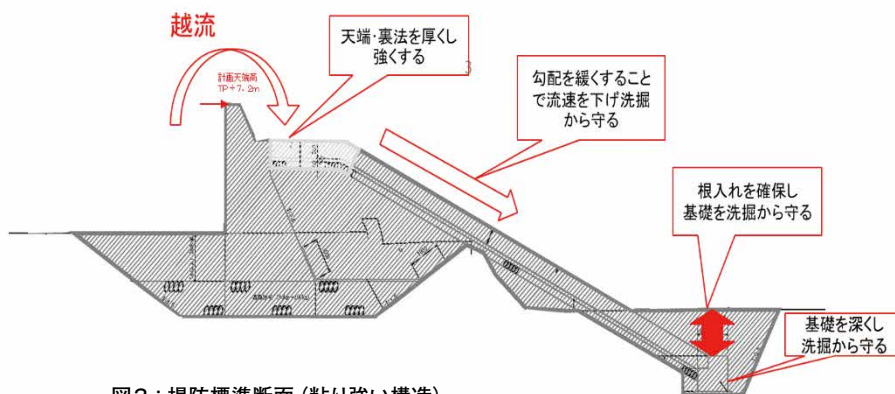 越流
計画天端高
TP+7.2m
天端・裏法を厚くし
強くする
3
勾配を緩くすること
で流速を下げ洗掘
から守る
根入れを確保し
基礎を洗掘から守る
基礎を深くし
洗掘から守る
図2：堤防標準断面（粘り強い構造）